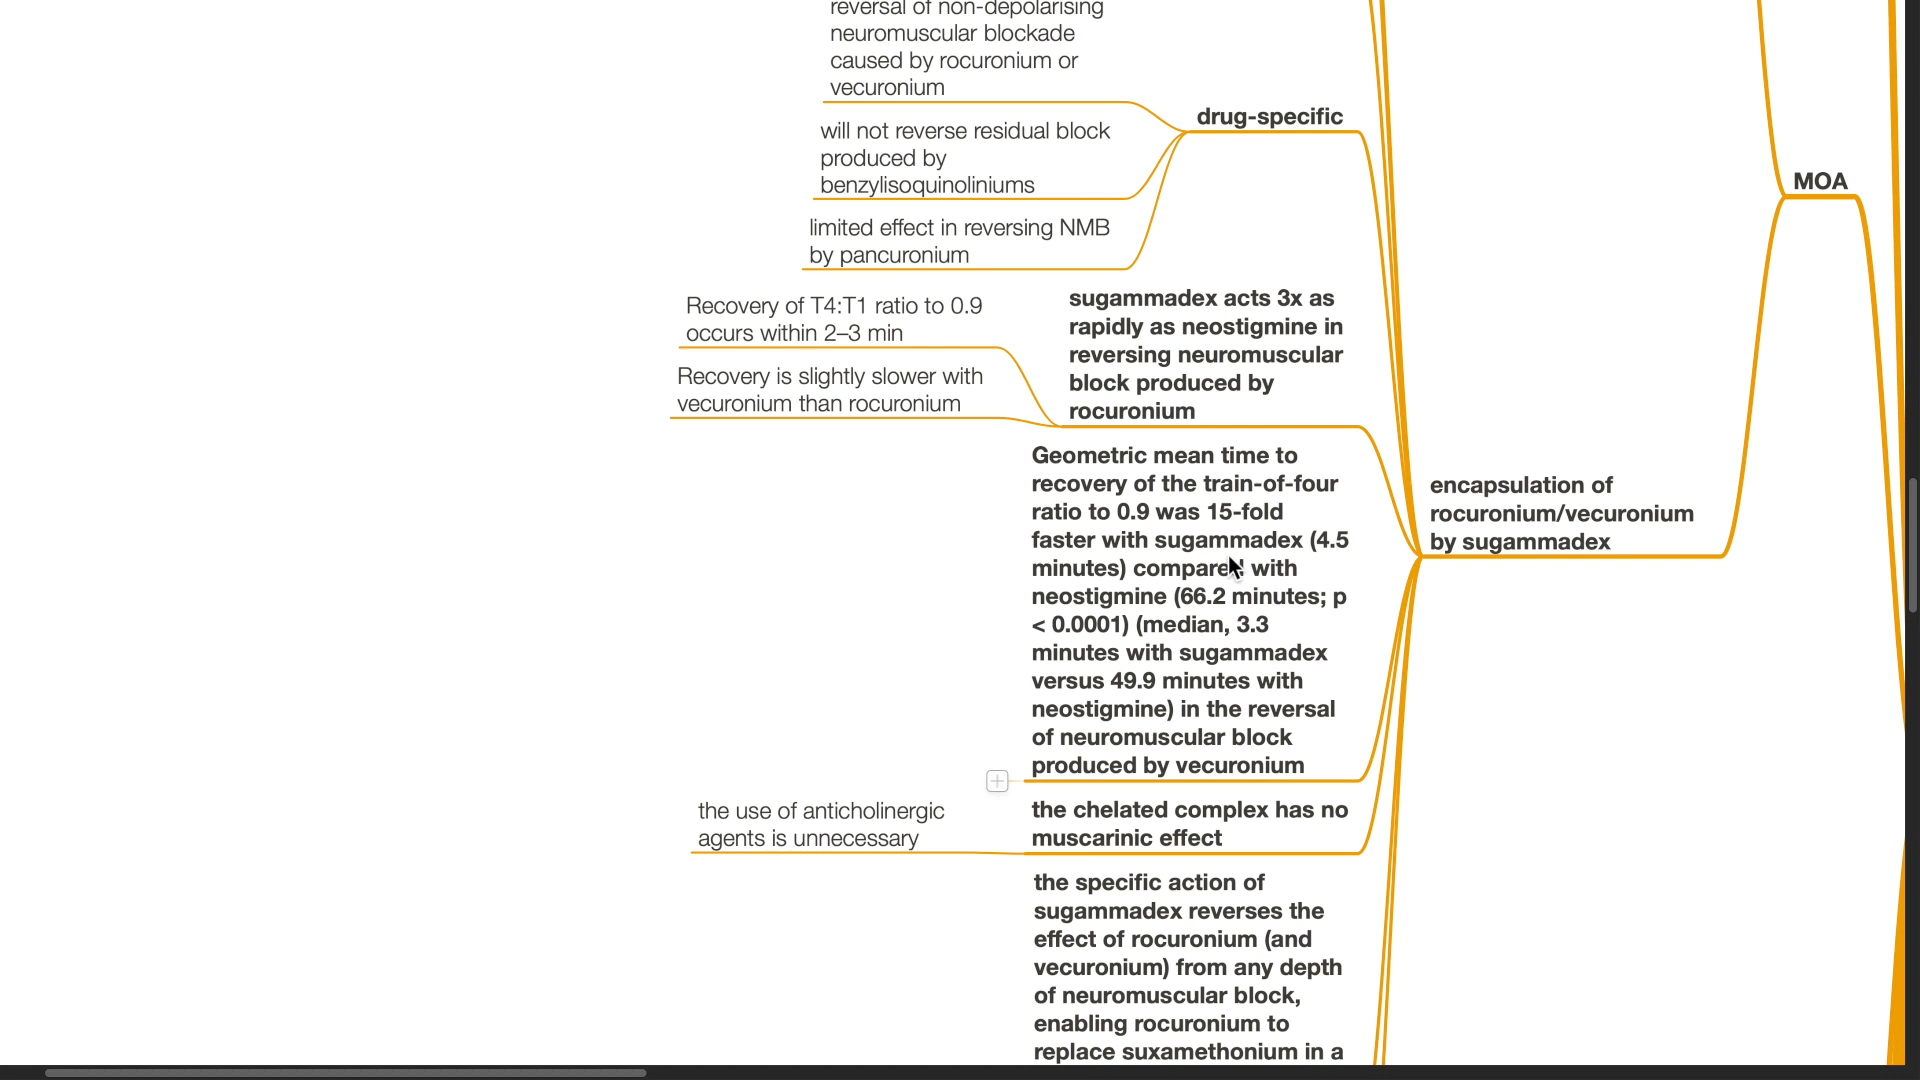 reversal of non-depolarising
neuromuscular blockade
caused by rocuronium or
vecuronium
drug-specific
will not reverse residual block
produced by
benzylisoquinoliniums
MOA
limited effect in reversing NMB
by pancuronium
Recovery of T4:T1 ratio to 0.9
occurs within 2–3 min
Recovery is slightly slower with
vecuronium than rocuronium
sugammadex acts 3x as
rapidly as neostigmine in
reversing neuromuscular
block produced by
rocuronium
Geometric mean time to
recovery of the train-of-four
ratio to 0.9 was 15-fold
faster with sugammadex (4.5
minutes) compared with
neostigmine (66.2 minutes; p
< 0.0001) (median, 3.3
minutes with sugammadex
versus 49.9 minutes with
neostigmine) in the reversal
of neuromuscular block
produced by vecuronium
encapsulation of
rocuronium/vecuronium
by sugammadex
the use of anticholinergic
agents is unnecessary
the chelated complex has no
muscarinic effect
the specific action of
sugammadex reverses the
effect of rocuronium (and
vecuronium) from any depth
of neuromuscular block,
enabling rocuronium to
replace suxamethonium in a